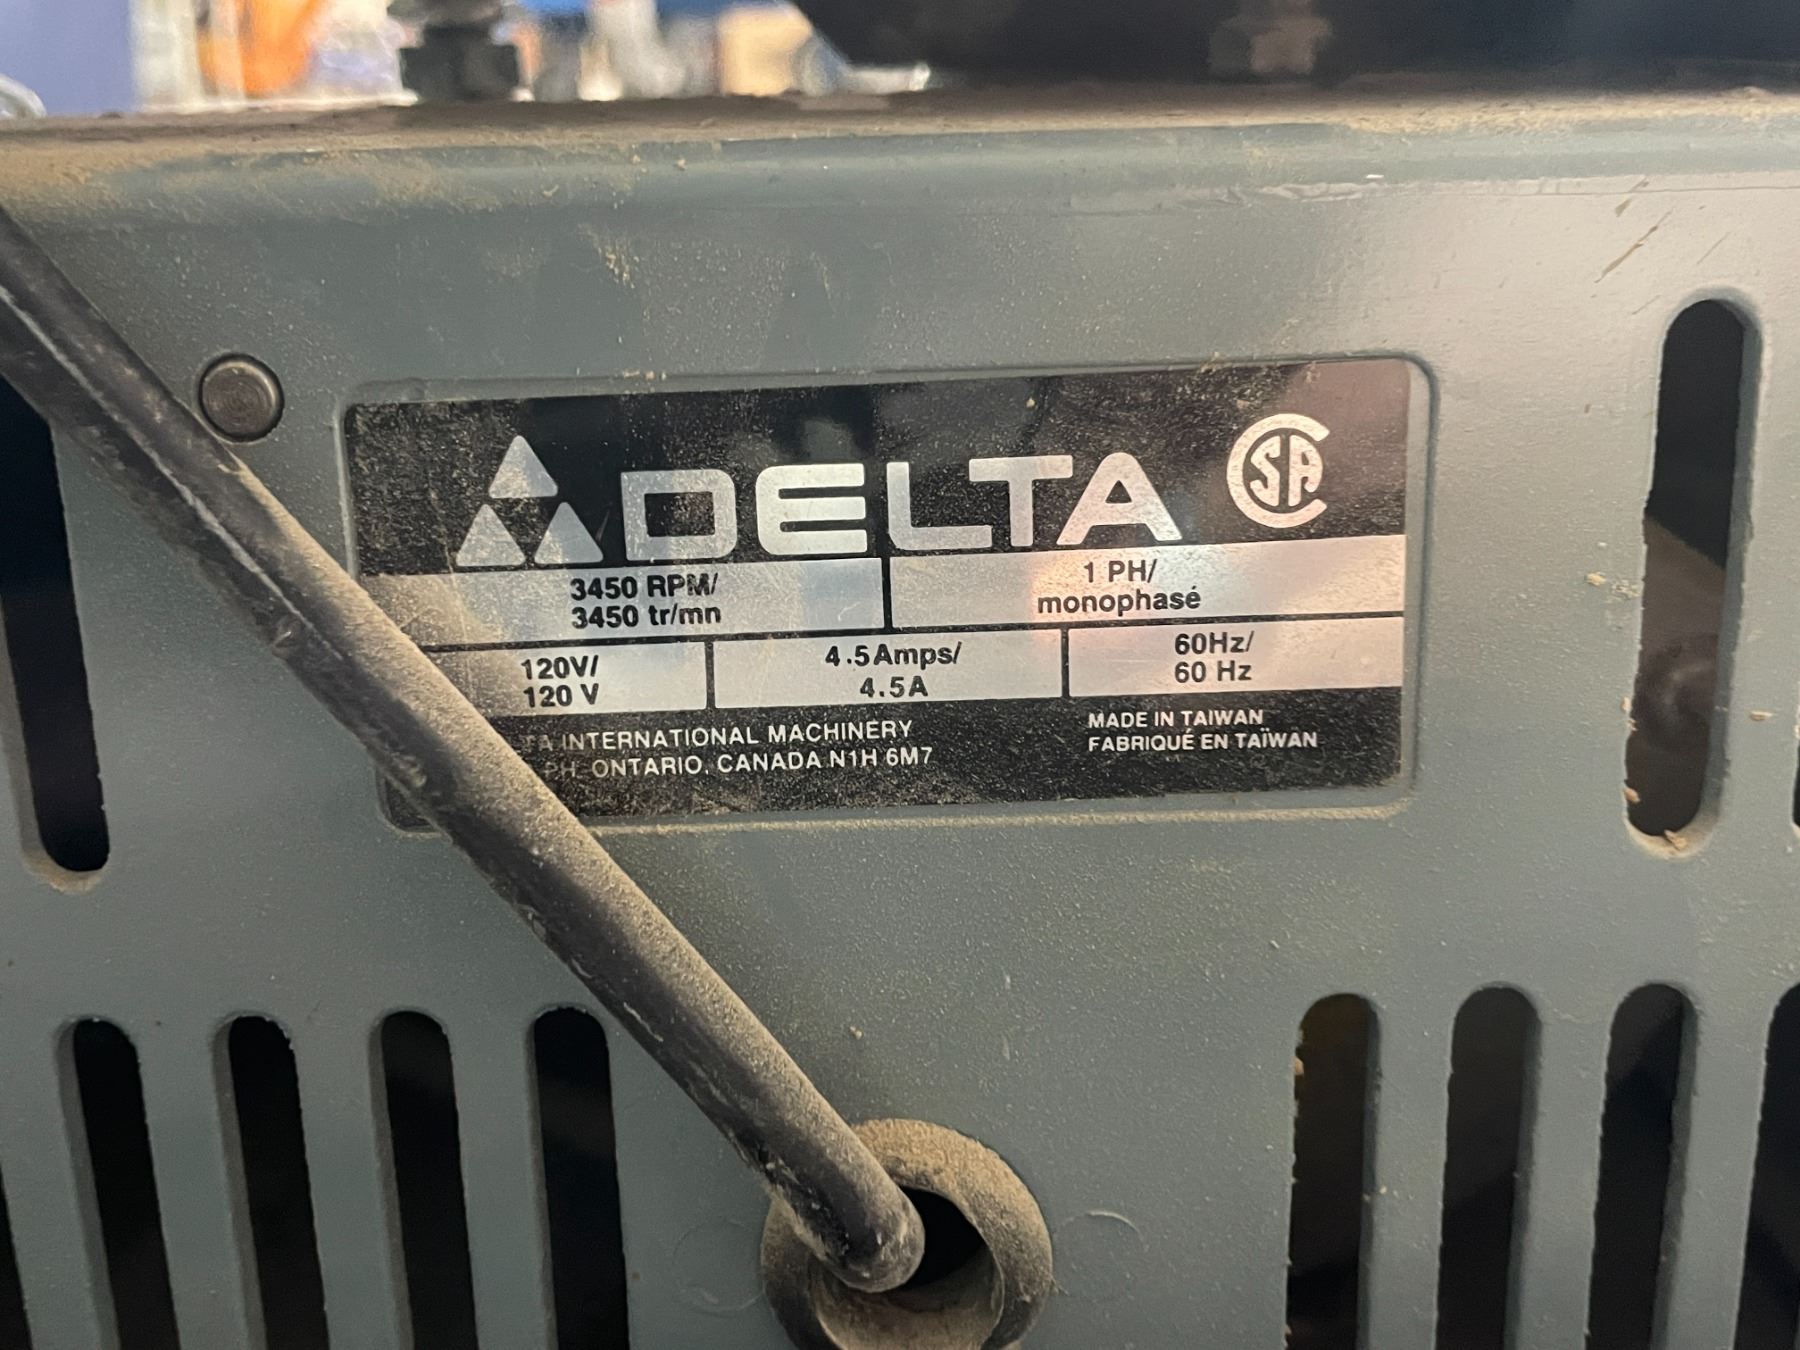 DELTA
CSA
3450 RPM/
3450 tr/mn
1 PH/
monophasé
120V/
120 V
4.5Amps/
4.5A
60Hz/
60 Hz
INTERNATIONAL MACHINERY
ONTARIO, CANADA N1H 6M7
MADE IN TAIWAN
FABRIQUÉ EN TAÏWAN